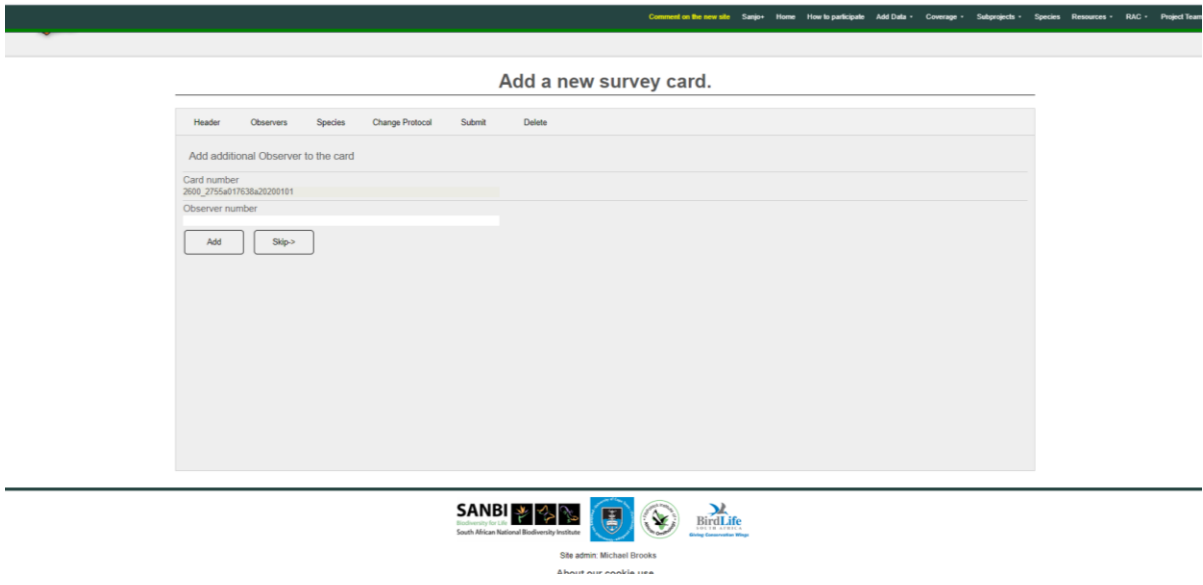 Comment on the new site Sanjo+ Home How to participate Add Data Coverage Subprojects Species Resources RAC Project Team
Add a new survey card.
Header Observers Species Change Protocol Submit Delete
Add additional Observer to the card
Card number
2600_2755a017638a20200101
Observer number
Add Skip->
SANBI
Biodiversity for Life
South African National Biodiversity Institute
BirdLife
SOUTH AFRICA
Giving Conservation Wings
Site admin: Michael Brooks
About our cookie use